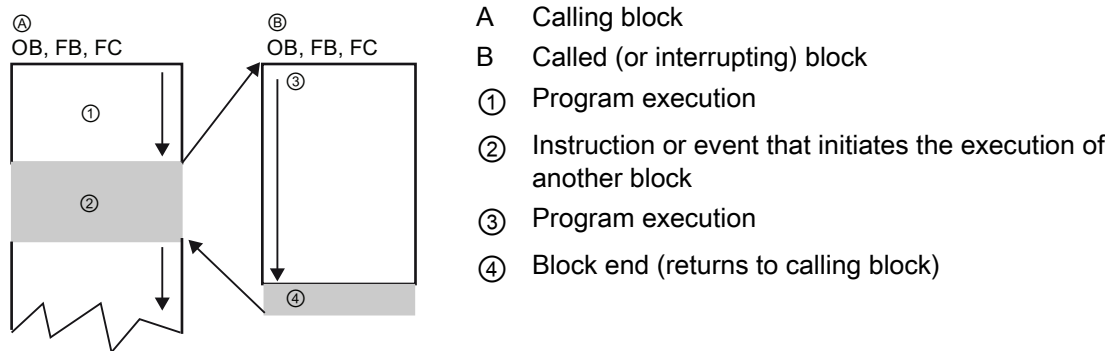 Ⓐ
OB, FB, FC
①
②
Ⓑ
OB, FB, FC
③
④
A Calling block
B Called (or interrupting) block
① Program execution
② Instruction or event that initiates the execution of
another block
③ Program execution
④ Block end (returns to calling block)